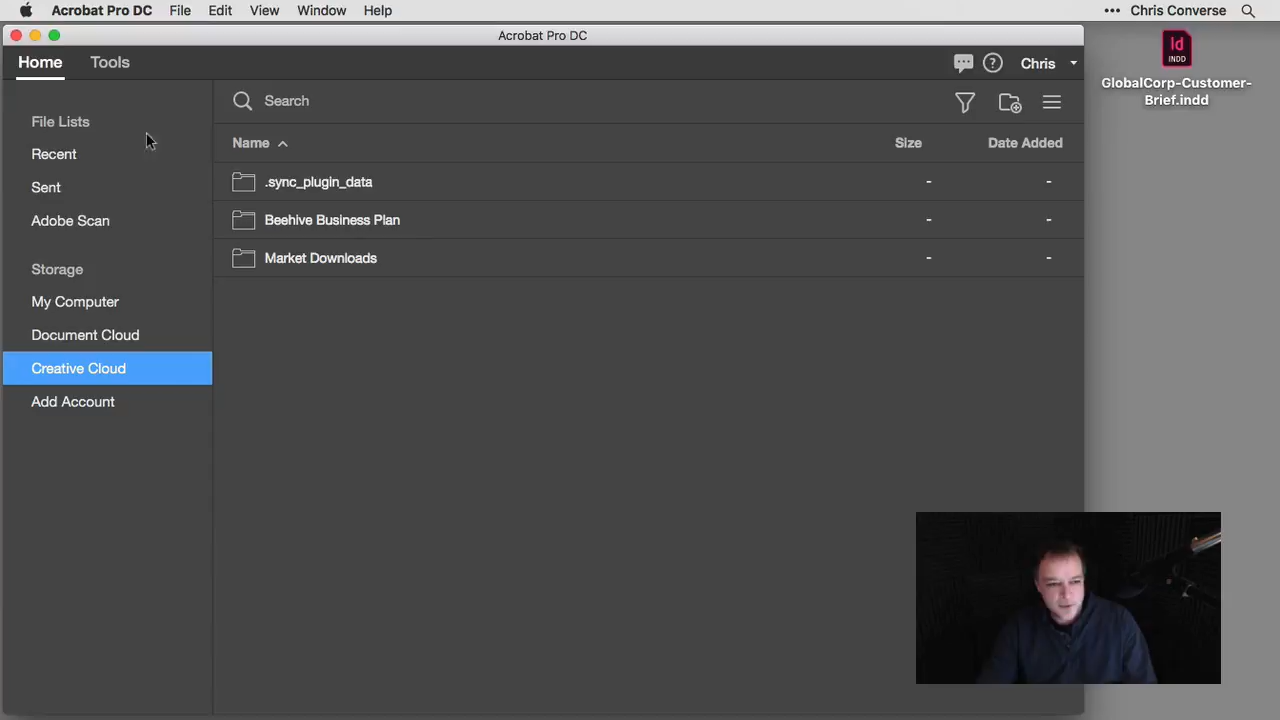 Acrobat Pro DC File Edit View Window Help ••• Chris Converse
Acrobat Pro DC
Home Tools Chris
Id
INDD
GlobalCorp-Customer-
Brief.indd
File Lists
Recent
Sent
Adobe Scan
Storage
My Computer
Document Cloud
Creative Cloud
Add Account
Search
Name Size Date Added
.sync_plugin_data - -
Beehive Business Plan - -
Market Downloads - -